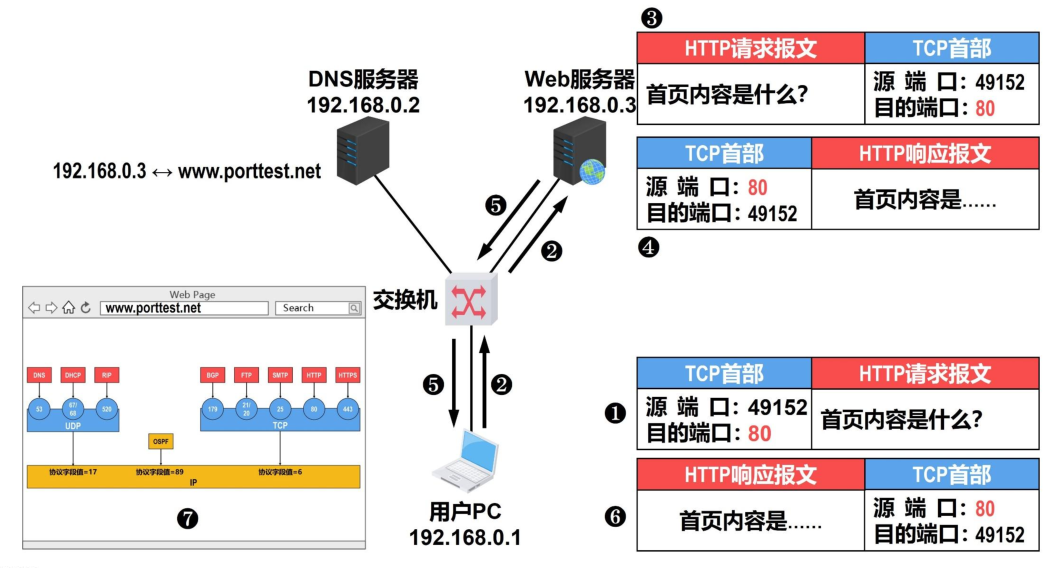 ❸
HTTP请求报文 TCP首部
首页内容是什么? 源 端 口: 49152
目的端口: 80
DNS服务器
192.168.0.2
Web服务器
192.168.0.3
192.168.0.3 ↔ www.porttest.net
TCP首部 HTTP响应报文
源 端 口: 80
目的端口: 49152
首页内容是……
❹
❺
❷
交换机
❺
❷
Web Page
www.porttest.net Search
DNS DHCP RIP BGP FTP SMTP HTTP HTTPS
53 67/68 520 179 21/20 25 80 443
UDP TCP
OSPF
协议字段值=17 协议字段值=89 协议字段值=6
IP
❼
用户PC
192.168.0.1
❶
TCP首部 HTTP请求报文
源 端 口: 49152
目的端口: 80
首页内容是什么?
❻
HTTP响应报文 TCP首部
首页内容是……
源 端 口: 80
目的端口: 49152